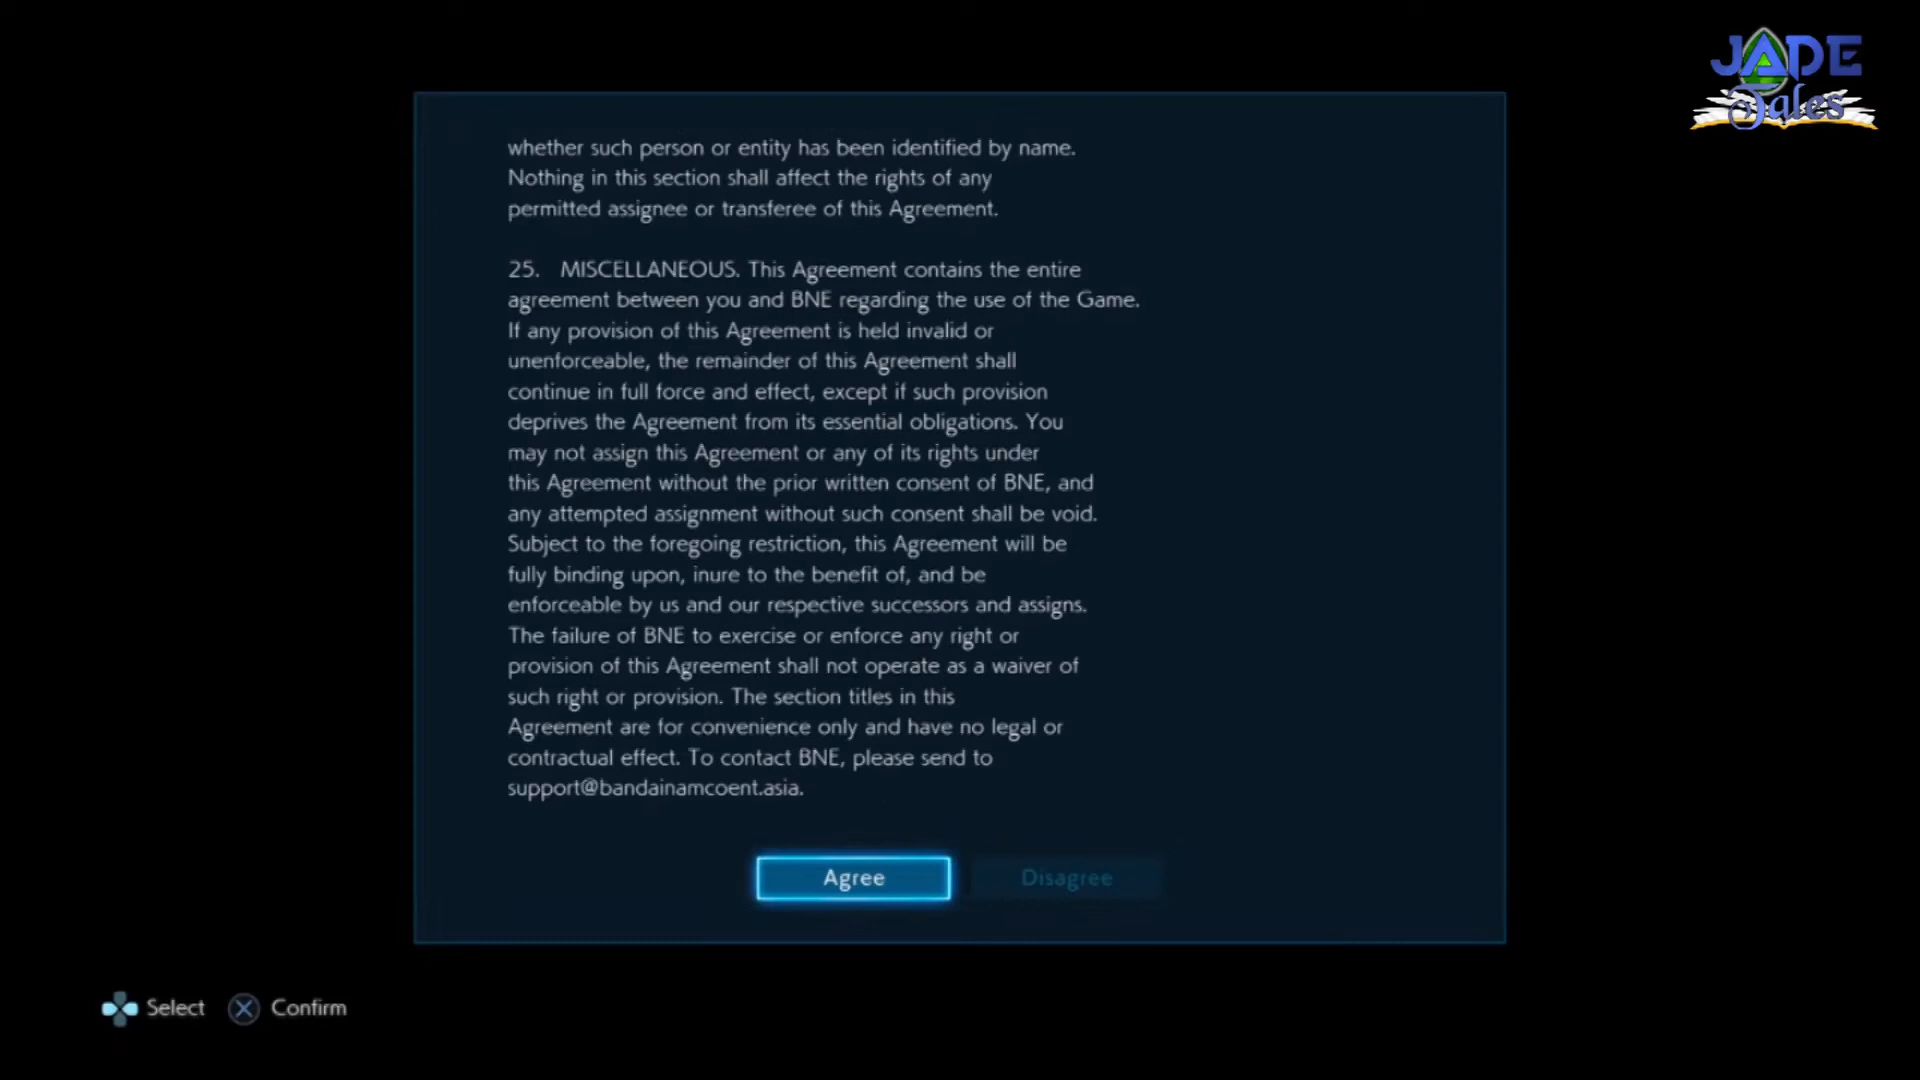 JADE
Tales
whether such person or entity has been identified by name.
Nothing in this section shall affect the rights of any
permitted assignee or transferee of this Agreement.
25. MISCELLANEOUS. This Agreement contains the entire
agreement between you and BNE regarding the use of the Game.
If any provision of this Agreement is held invalid or
unenforceable, the remainder of this Agreement shall
continue in full force and effect, except if such provision
deprives the Agreement from its essential obligations. You
may not assign this Agreement or any of its rights under
this Agreement without the prior written consent of BNE, and
any attempted assignment without such consent shall be void.
Subject to the foregoing restriction, this Agreement will be
fully binding upon, inure to the benefit of, and be
enforceable by us and our respective successors and assigns.
The failure of BNE to exercise or enforce any right or
provision of this Agreement shall not operate as a waiver of
such right or provision. The section titles in this
Agreement are for convenience only and have no legal or
contractual effect. To contact BNE, please send to
support@bandainamcoent.asia.
Agree Disagree
Select Confirm